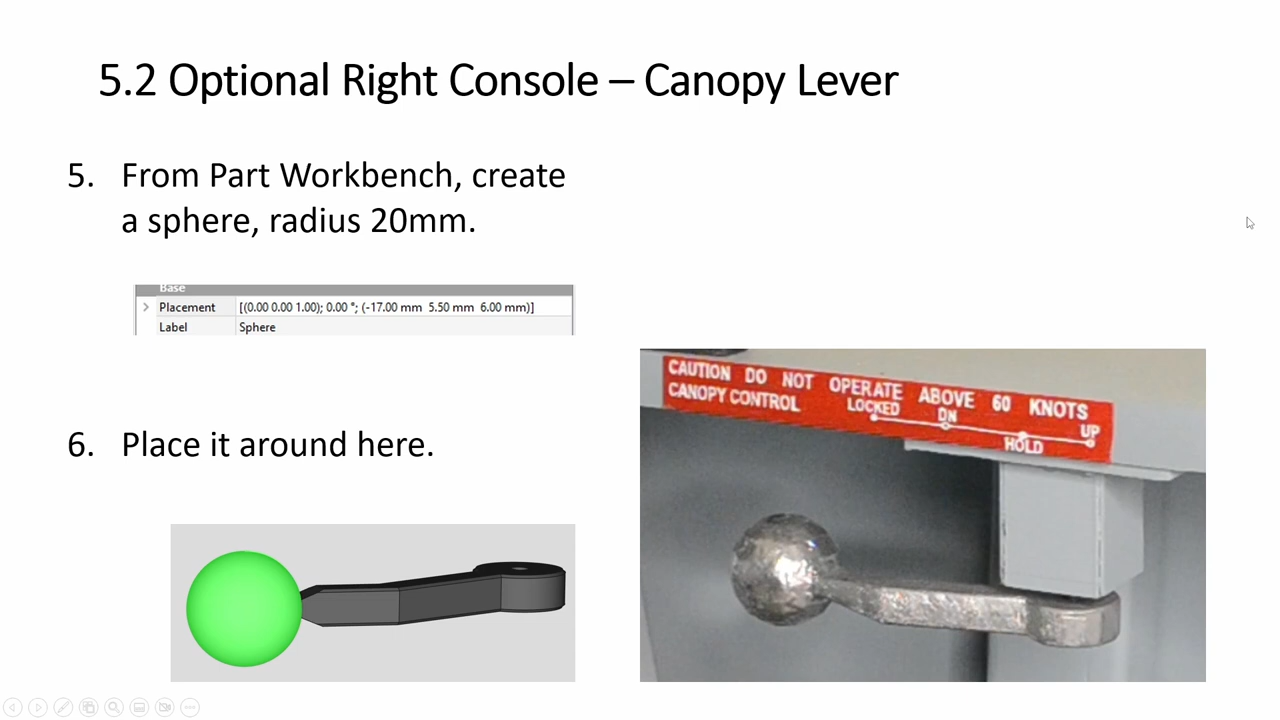 5.2 Optional Right Console – Canopy Lever
5. From Part Workbench, create
a sphere, radius 20mm.
Base
Placement [(0.00 0.00 1.00); 0.00 °; (-17.00 mm 5.50 mm 6.00 mm)]
Label Sphere
6. Place it around here.
CAUTION DO NOT OPERATE ABOVE 60 KNOTS
CANOPY CONTROL LOCKED DN HOLD UP